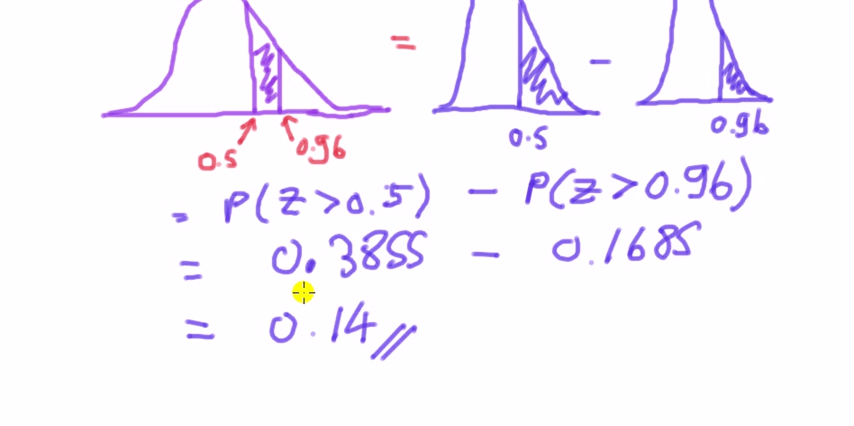 = -
0.5 0.96 0.5 0.96
= P(Z>0.5) - P(Z>0.96)
= 0.3855 - 0.1685
= 0.14//